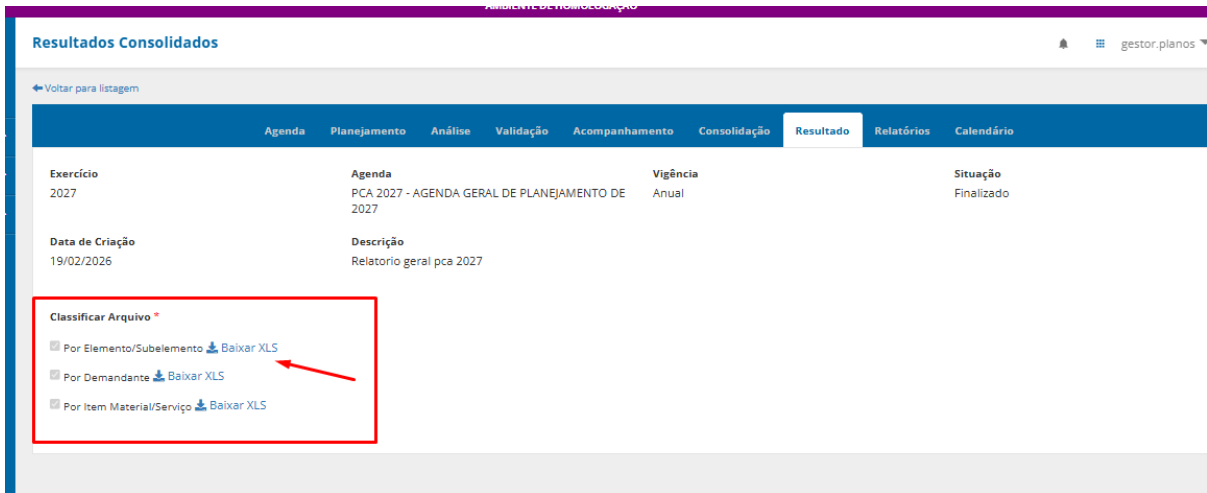 AMBIENTE DE HOMOLOGAÇÃO
Resultados Consolidados
gestor.planos
Voltar para listagem
Agenda Planejamento Análise Validação Acompanhamento Consolidação Resultado Relatórios Calendário
Exercício Agenda Vigência Situação
2027 PCA 2027 - AGENDA GERAL DE PLANEJAMENTO DE Anual Finalizado
2027
Data de Criação Descrição
19/02/2026 Relatorio geral pca 2027
Classificar Arquivo *
Por Elemento/Subelemento Baixar XLS
Por Demandante Baixar XLS
Por Item Material/Serviço Baixar XLS